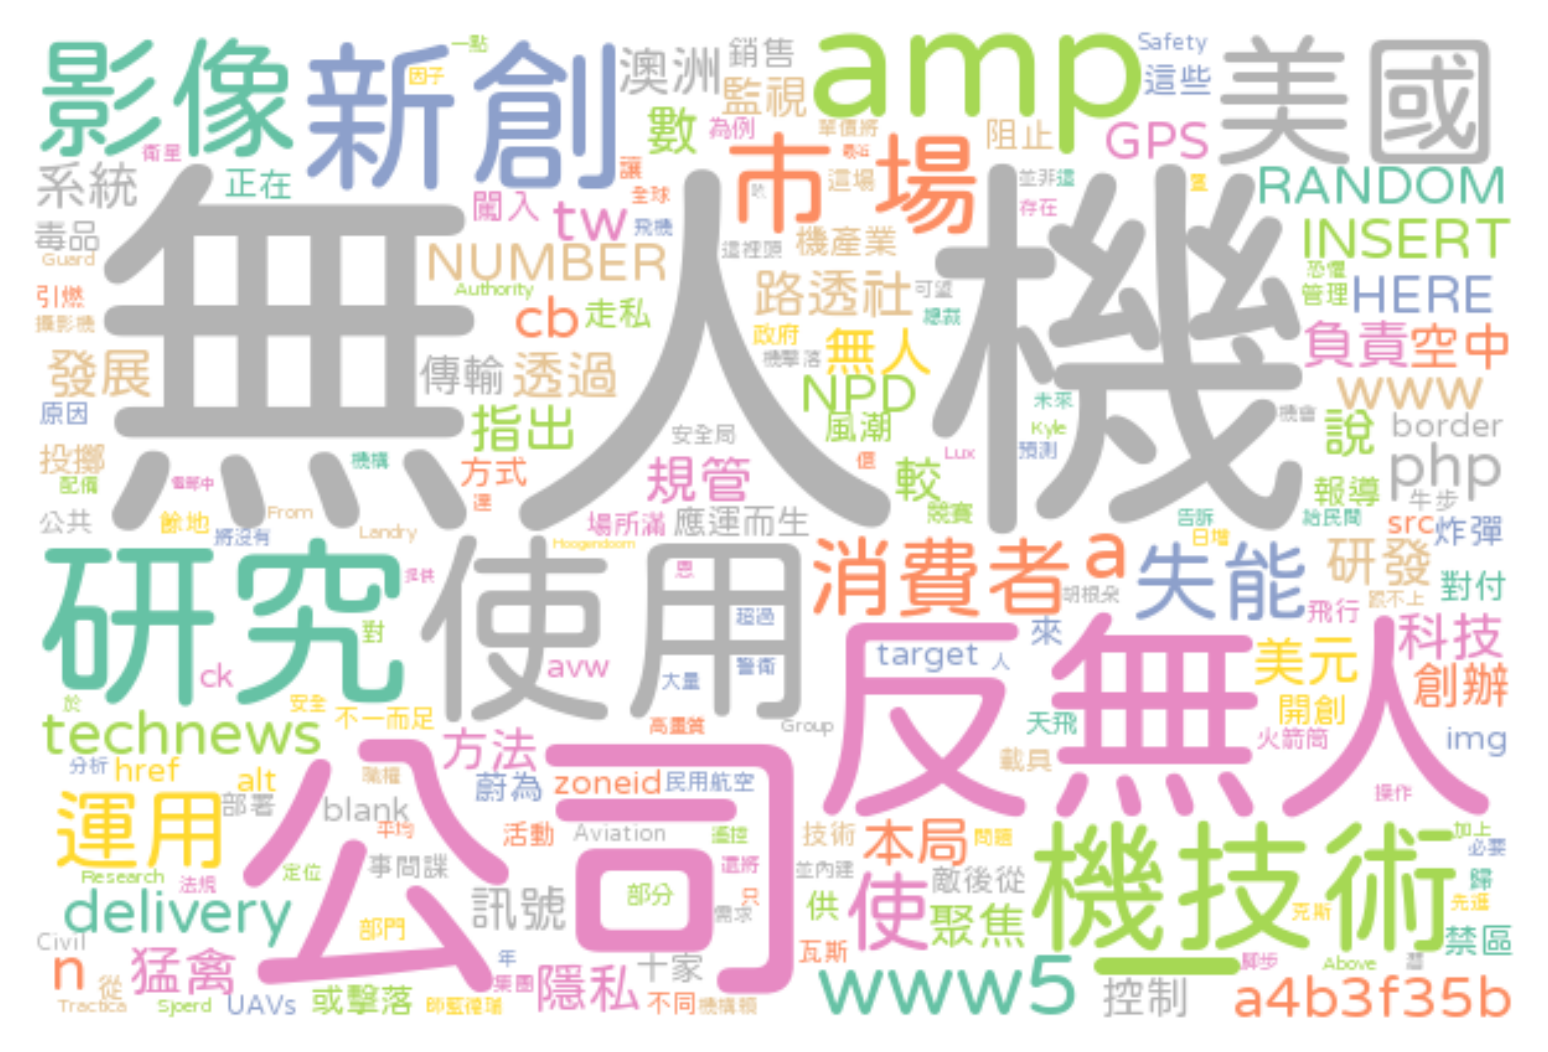 影像
新創
因子
一點
澳洲
銷售
監視
amp
Safety
這些
美國
數
為例
單價將
阻止
GPS
衛星
系統
正在
讓
全球
市場
這場
並非這
存在
RANDOM
毒品
Guard
闖入
tw
飛機
這裡頭
機產業
INSERT
無人機
NUMBER
Authority
路透社
可望
恐懼
管理
HERE
引燃
攝影機
cb
走私
政府
總裁
機擊落
無人
負責
空中
發展
傳輸
透過
NPD
未來
www
原因
指出
安全局
風潮
Kyle
機會
說
border
投擲
配備
機構
方式
規管
Lux
預測
較
php
報導
牛步
公共
餘地
將沒有
From
Landry
達
場所滿
應運而生
競賽
告訴
日增
給民間
src
炸彈
研究
提供
使用
Hoogendoorn
恩
消費者
a
胡根朵
失能
研發
跟不上
對付
飛行
對
ck
avw
超過
警衛
大量
target
人
來
反無人
美元
科技
創辦
於
安全
technews
不一而足
高畫質
Group
天飛
開創
火箭筒
img
分析
href
alt
職權
方法
蔚為
zoneid
民用航空
載具
操作
運用
部署
blank
平均
活動
Aviation
遙控
技術
本局
問題
加上
必要
公司
Research
法規
定位
事間諜
還將
並內建
敵後從
機技術
歸
delivery
訊號
部分
只
需求
供
使
聚焦
克斯
先進
Civil
部門
禁區
n
從
猛禽
年
集團
隱私
十家
瓦斯
腳步
Above
Tractica
Sjoerd
UAVs
或擊落
不同
機構賴
www5
控制
a4b3f35b